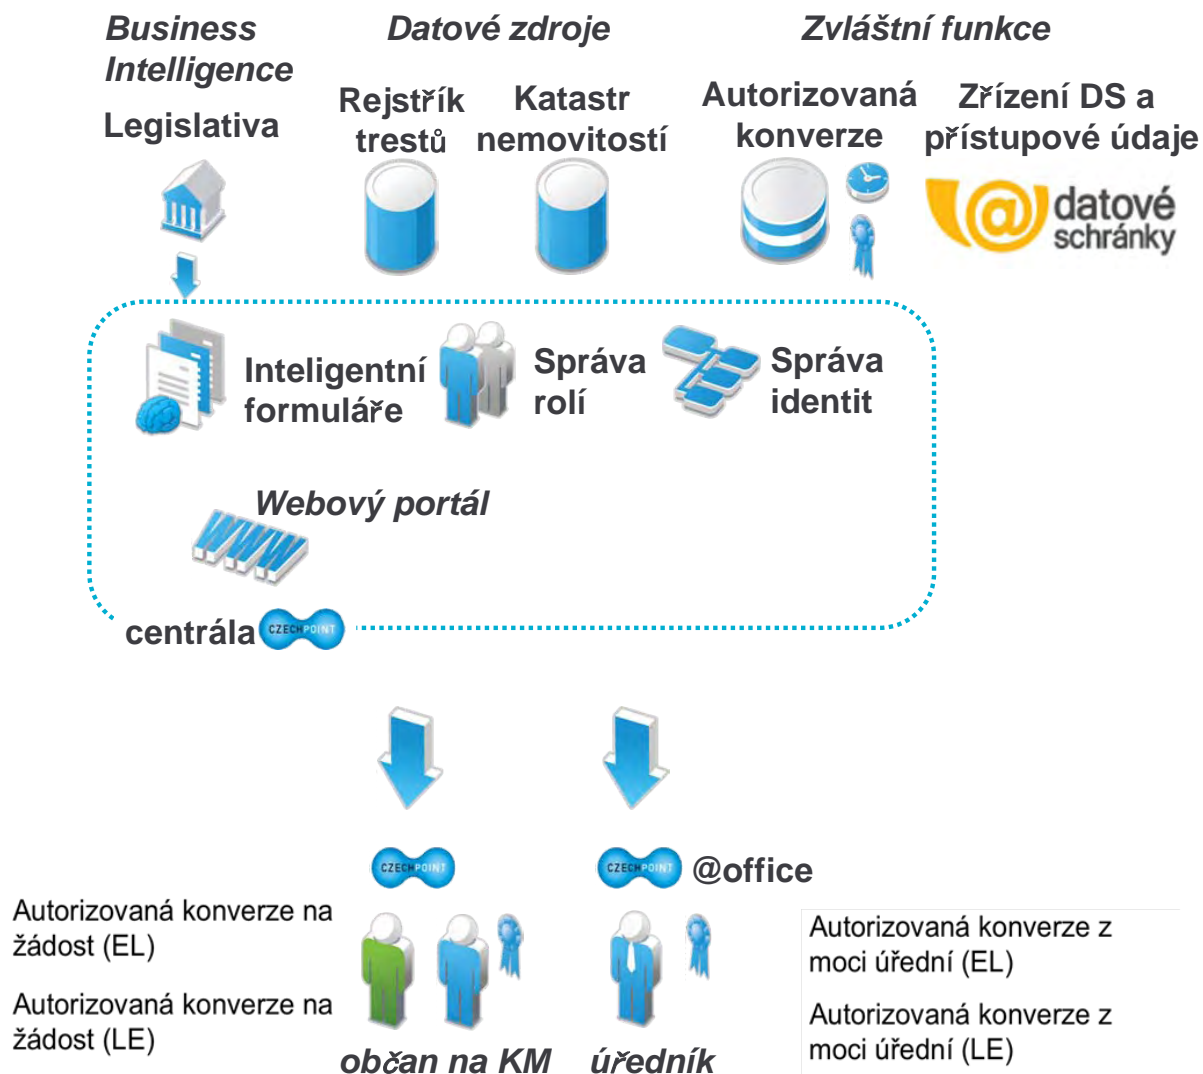 Business
Intelligence
Datové zdroje
Zvláštní funkce
Legislativa
Rejstřík
trestů
Katastr
nemovitostí
Autorizovaná
konverze
Zřízení DS a
přístupové údaje
@ datové
schránky
Inteligentní
formuláře
Správa
rolí
Správa
identit
Webový portál
WWW
centrála
CZECHPOINT
CZECHPOINT
CZECHPOINT
@office
Autorizovaná konverze na
žádost (EL)
Autorizovaná konverze na
žádost (LE)
Autorizovaná konverze z
moci úřední (EL)
Autorizovaná konverze z
moci úřední (LE)
občan na KM
úředník